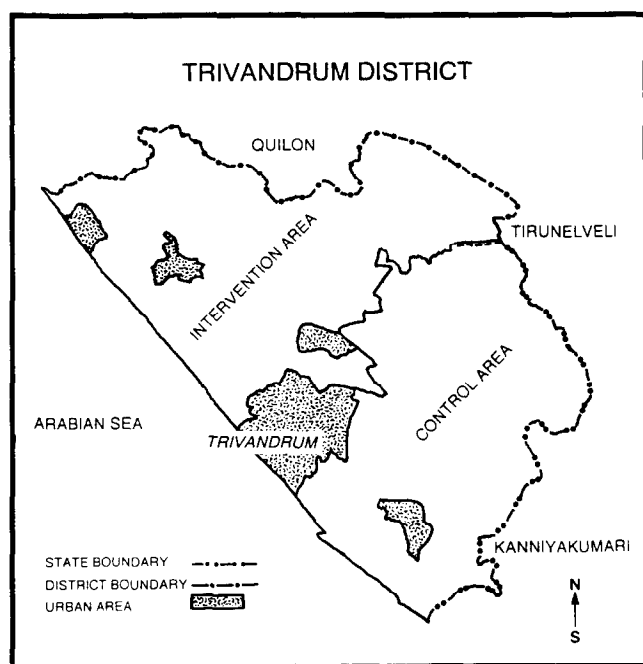 TRIVANDRUM DISTRICT
QUILON
TIRUNELVELI
INTERVENTION AREA
CONTROL AREA
ARABIAN SEA
TRIVANDRUM
KANNIYAKUMARI
STATE BOUNDARY
DISTRICT BOUNDARY
URBAN AREA
N
S